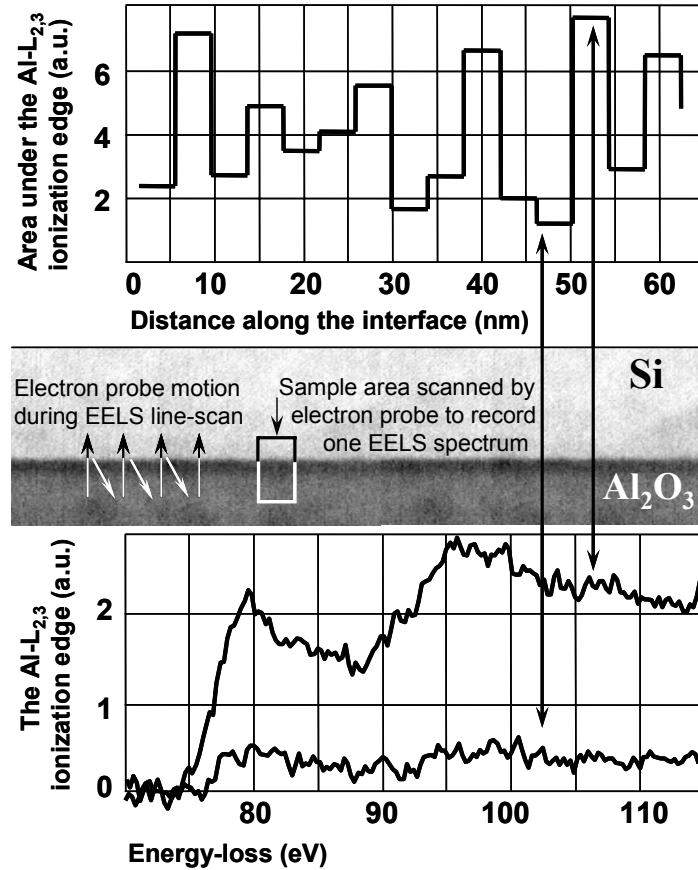 Area under the Al-L2,3
ionization edge (a.u.)
6
4
2
0 10 20 30 40 50 60
Distance along the interface (nm)
Electron probe motion
during EELS line-scan
Sample area scanned by
electron probe to record
one EELS spectrum
Si
Al2O3
The Al-L2,3
ionization edge (a.u.)
2
1
0
80 90 100 110
Energy-loss (eV)